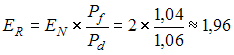 E_R = E_N × P_f / P_d = 2 × 1,04 / 1,06 ≈ 1,96